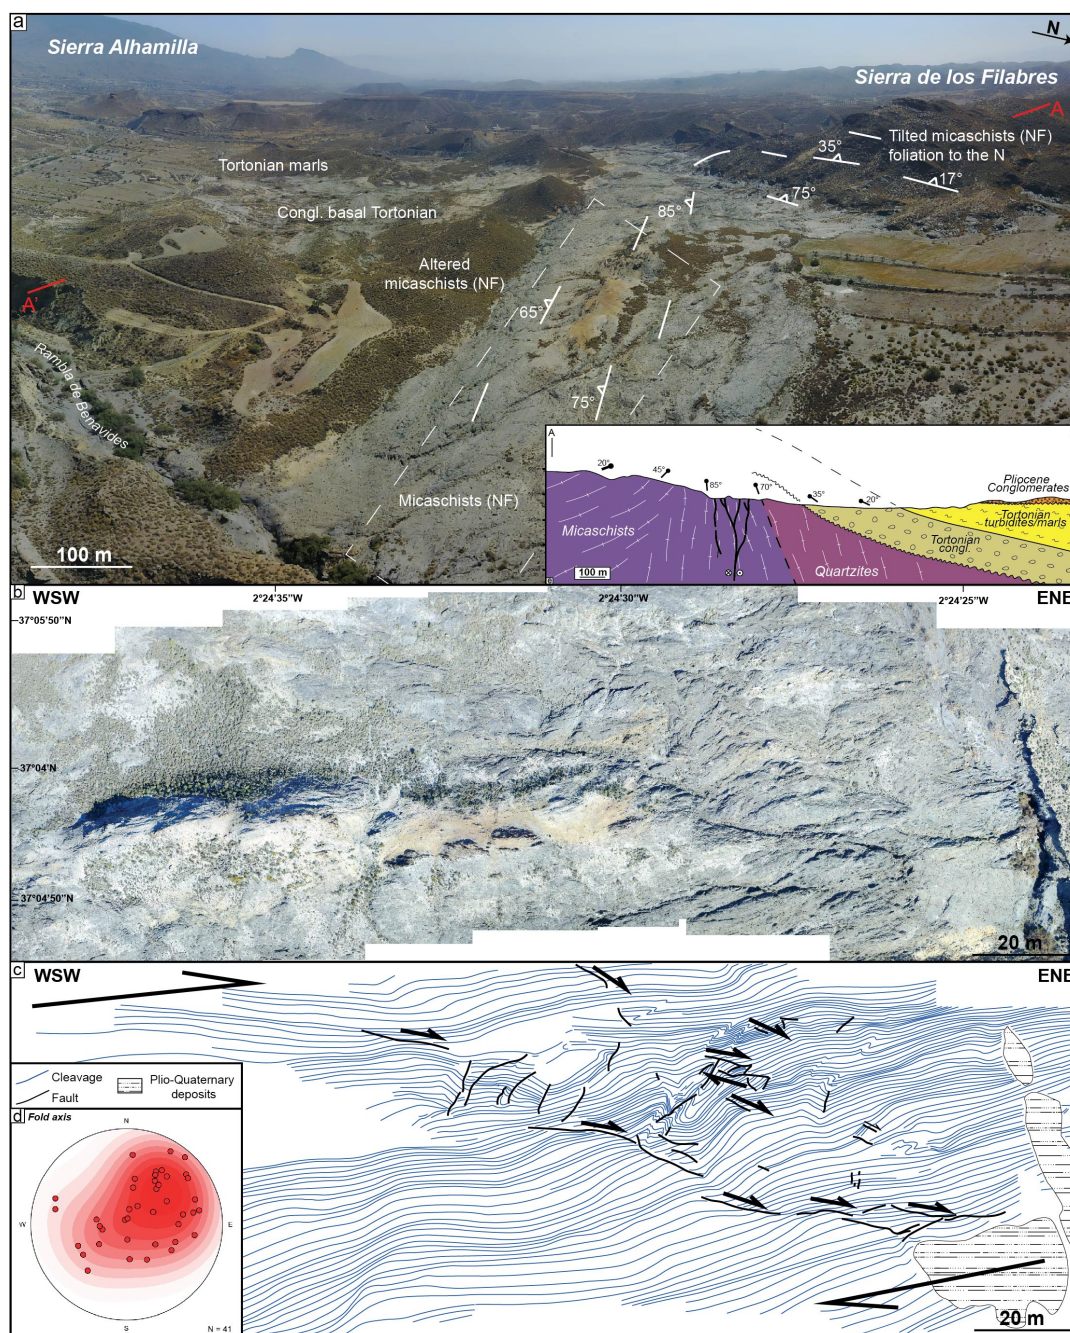 a
Sierra Alhamilla
N
Sierra de los Filabres
A
Tilted micaschists (NF)
foliation to the N
35°
17°
75°
85°
Tortonian marls
Congl. basal Tortonian
Altered
micaschists (NF)
A'
65°
Rambla de Benavides
75°
Micaschists (NF)
100 m
A
20°
45°
85°
70°
35°
20°
Pliocene
Conglomerates
Tortonian
turbidites/marls
Tortonian
congl.
Micaschists
Quartzites
100 m
b
WSW
2°24'35''W
2°24'30''W
2°24'25''W
ENE
37°05'50''N
37°04'N
37°04'50''N
20 m
c
WSW
ENE
Cleavage
Fault
Plio-Quaternary
deposits
d
Fold axis
N
W
E
S
N = 41
20 m